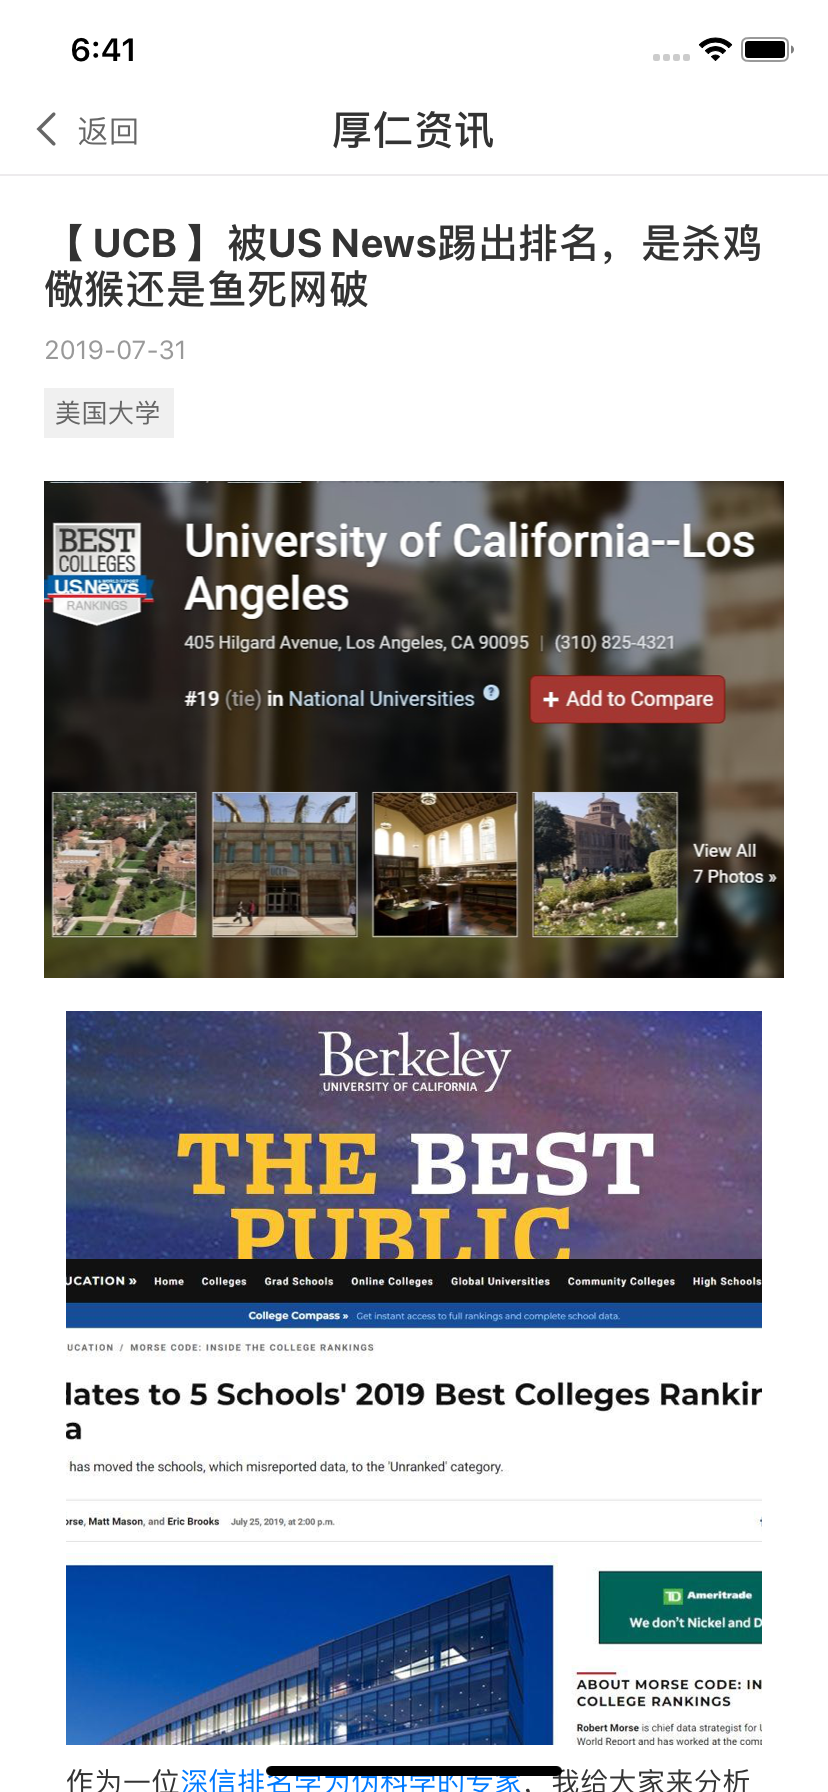 6:41
返回
厚仁资讯
【 UCB 】被US News踢出排名，是杀鸡
儆猴还是鱼死网破
2019-07-31
美国大学
BEST
COLLEGES
U.S.News
RANKINGS
University of California--Los
Angeles
405 Hilgard Avenue, Los Angeles, CA 90095 | (310) 825-4321
#19 (tie) in National Universities ?
+ Add to Compare
View All
7 Photos »
Berkeley
UNIVERSITY OF CALIFORNIA
THE BEST
PUBLIC
UCATION » Home Colleges Grad Schools Online Colleges Global Universities Community Colleges High Schools
College Compass » Get instant access to full rankings and complete school data.
UCATION / MORSE CODE: INSIDE THE COLLEGE RANKINGS
dates to 5 Schools' 2019 Best Colleges Rankin
a
has moved the schools, which misreported data, to the 'Unranked' category.
orse, Matt Mason, and Eric Brooks July 25, 2019, at 2:00 p.m.
TD Ameritrade
We don't Nickel and D
ABOUT MORSE CODE: IN
COLLEGE RANKINGS
Robert Morse is chief data strategist for U
World Report and has worked at the com
作为一位深信排名学为伪科学的专家，我给大家来分析